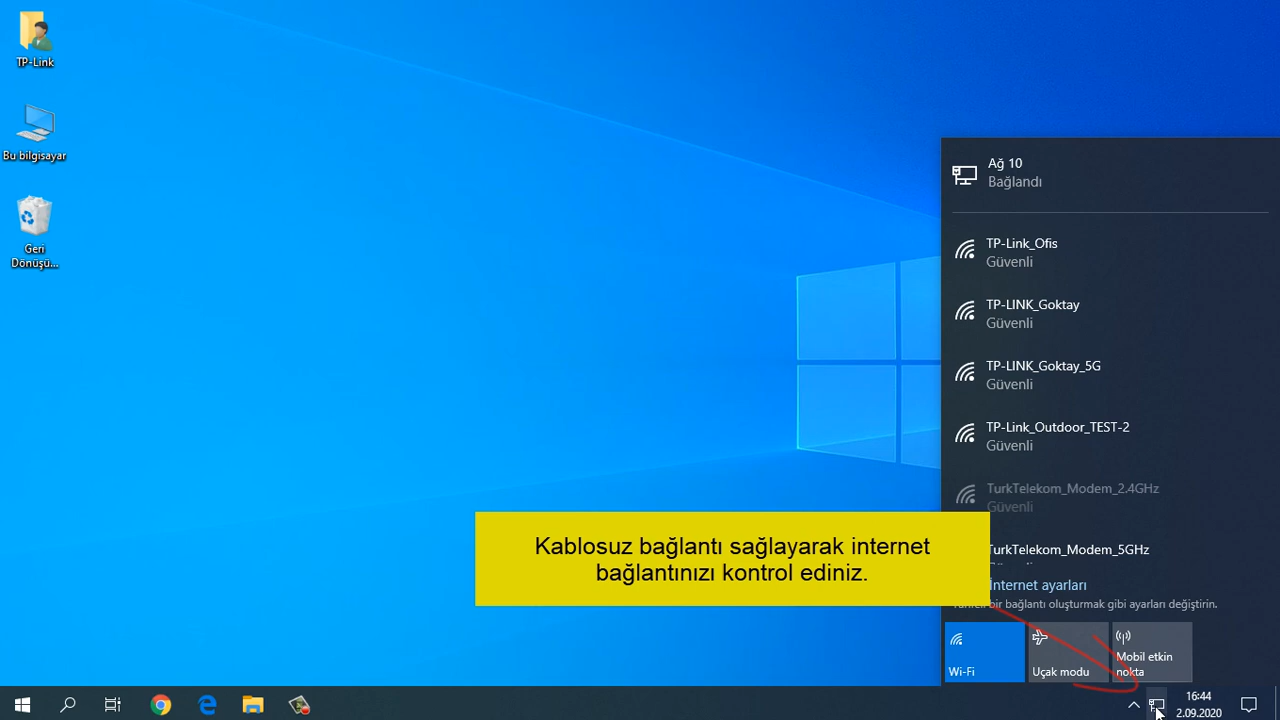 TP-Link
Bu bilgisayar
Geri
Dönüşü...
Ağ 10
Bağlandı
TP-Link_Ofis
Güvenli
TP-LINK_Goktay
Güvenli
TP-LINK_Goktay_5G
Güvenli
TP-Link_Outdoor_TEST-2
Güvenli
TurkTelekom_Modem_2.4GHz
Güvenli
TurkTelekom_Modem_5GHz
Kablosuz bağlantı sağlayarak internet
bağlantınızı kontrol ediniz.
İnternet ayarları
bir bağlantı oluşturmak gibi ayarları değiştirin.
Wi-Fi
Uçak modu
Mobil etkin
nokta
16:44
2.09.2020